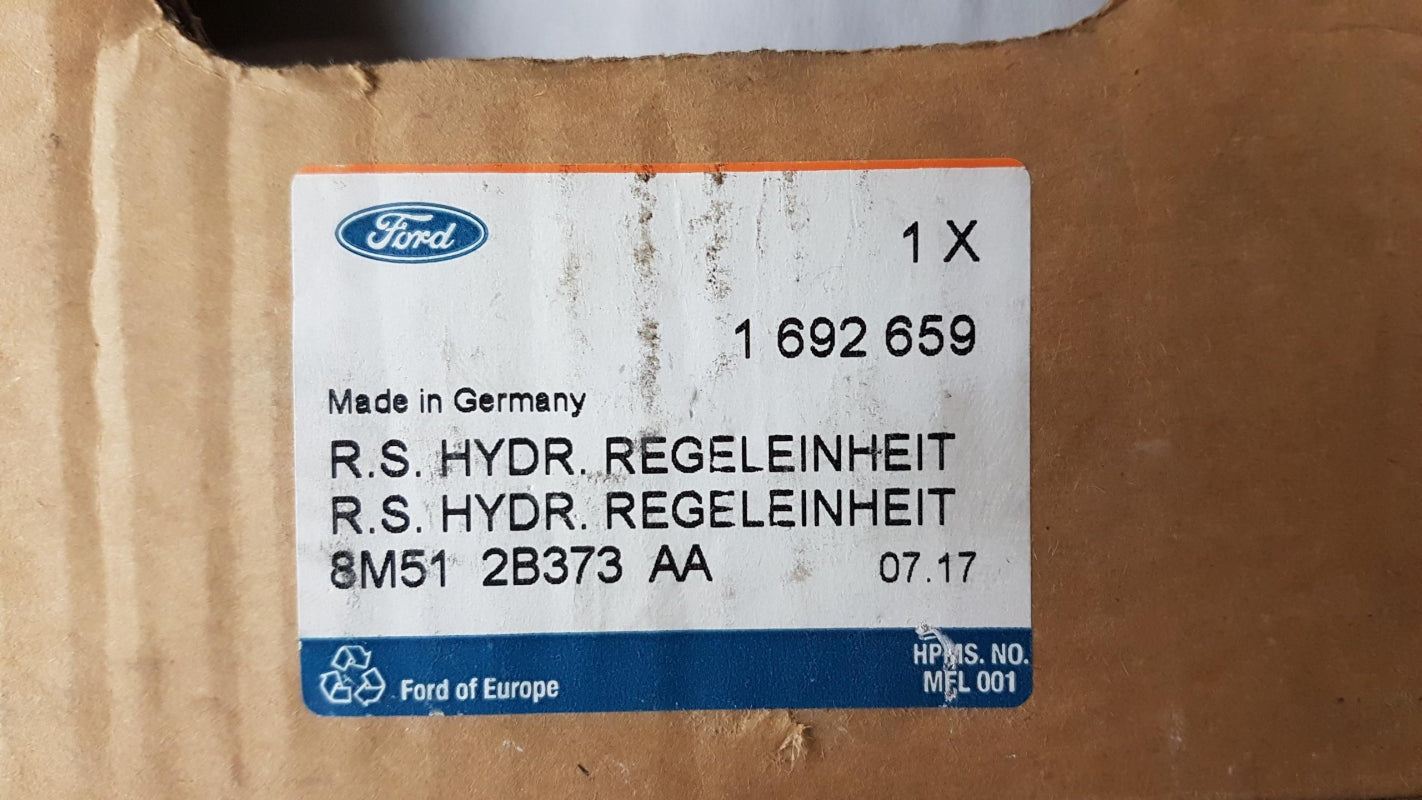 Ford
1 X
1 692 659
Made in Germany
R.S. HYDR. REGELEINHEIT
R.S. HYDR. REGELEINHEIT
8M51 2B373 AA 07.17
HPMS. NO.
Ford of Europe MFL 001